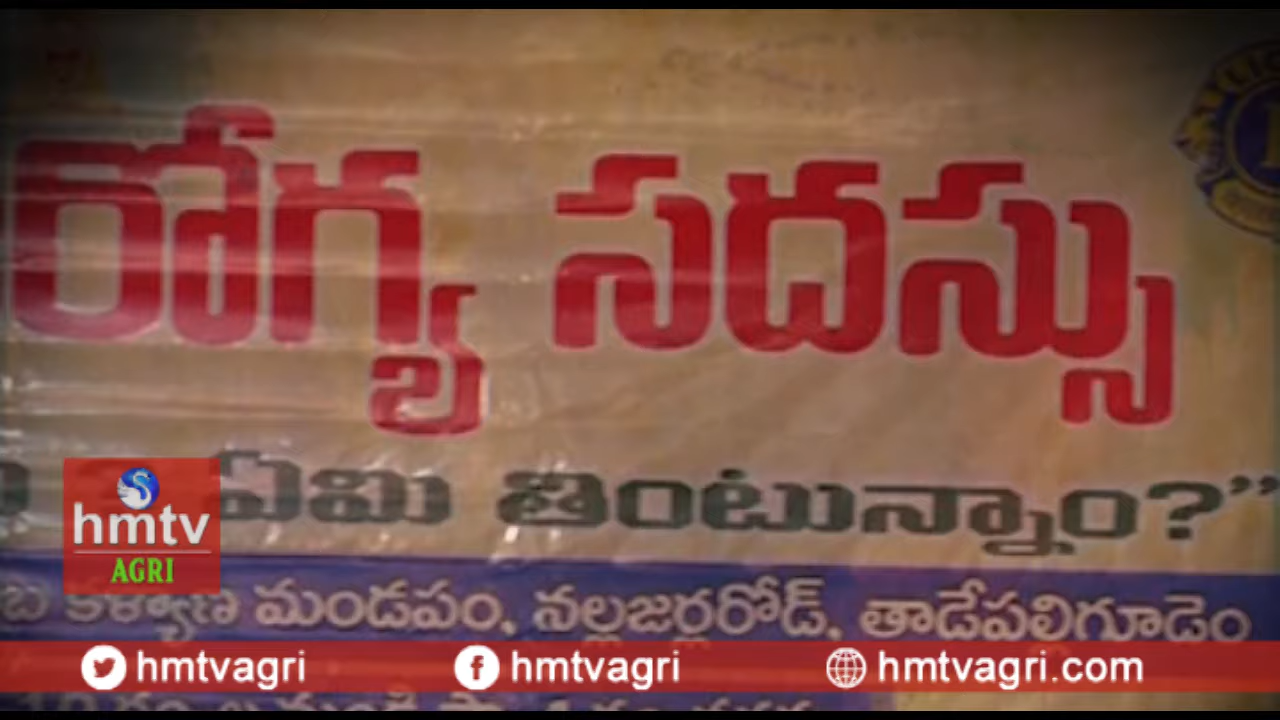 రోగ్య సదస్సు
ఏమి తింటున్నాం?”
hmtv
AGRI
కళ్యాణ మండపం, నల్లజర్లరోడ్, తాడేపల్లిగూడెం
hmtvagri hmtvagri hmtvagri.com